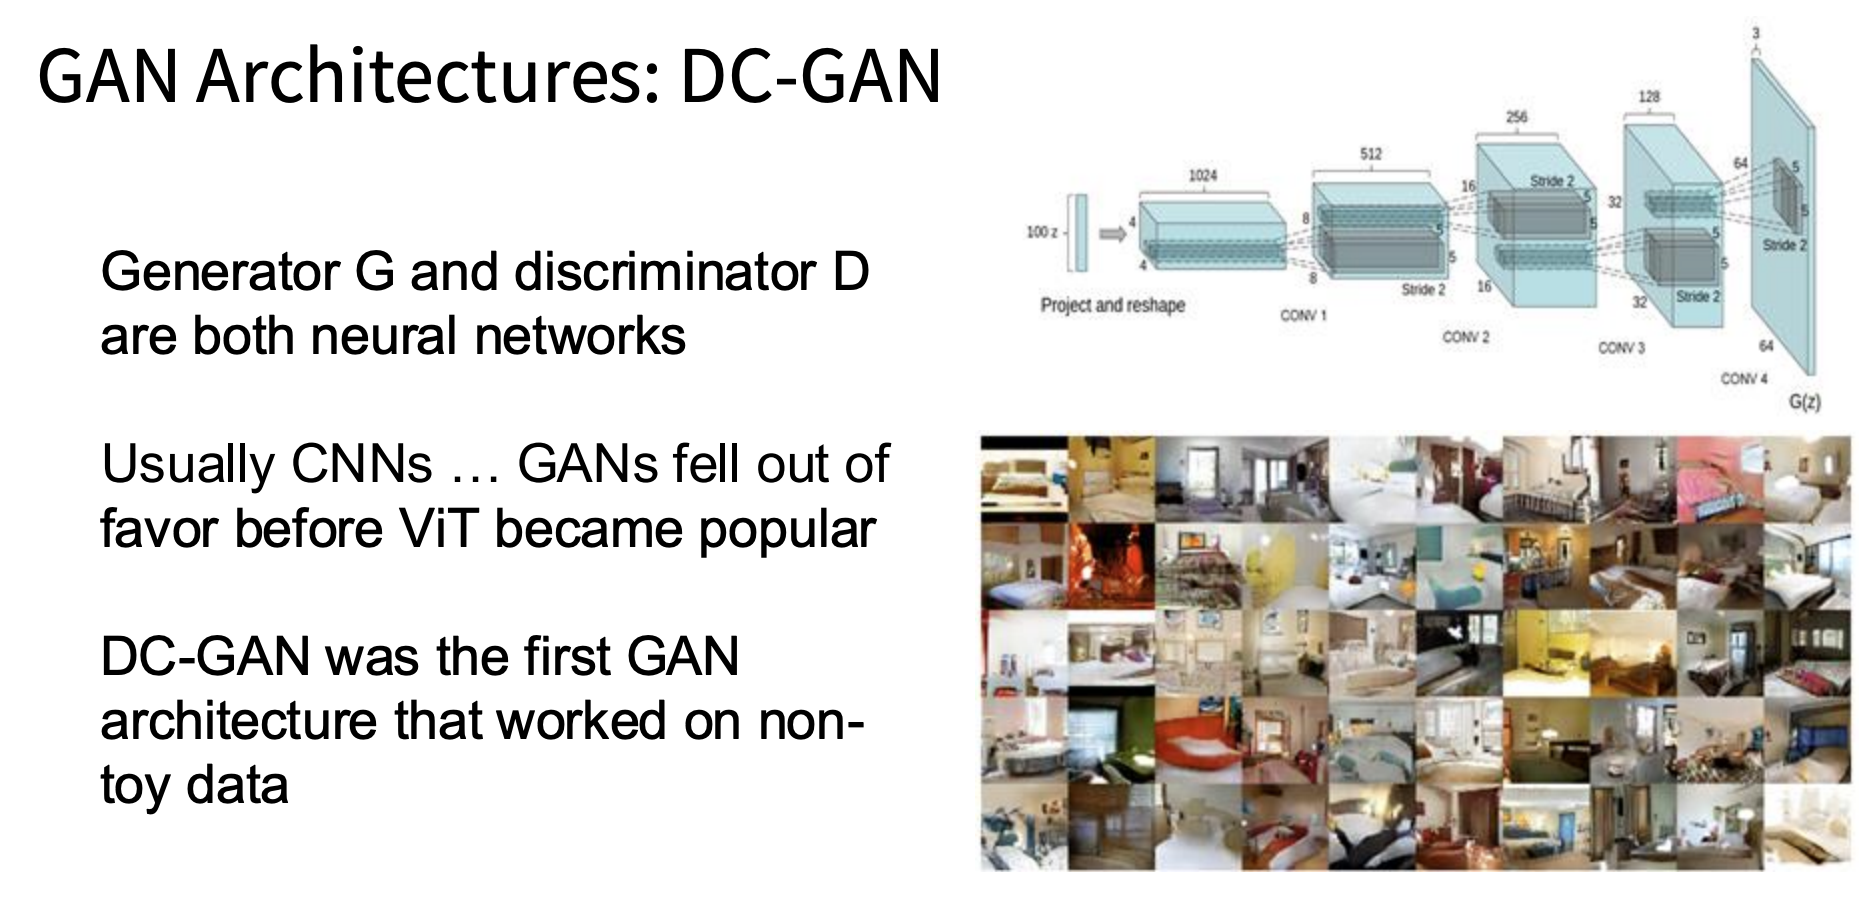 GAN Architectures: DC-GAN
Generator G and discriminator D
are both neural networks
Usually CNNs … GANs fell out of
favor before ViT became popular
DC-GAN was the first GAN
architecture that worked on non-
toy data
100 z
Project and reshape
1024
4
4
512
8
8
5
5
Stride 2
CONV 1
256
16
16
Stride 2
5
5
CONV 2
128
32
32
5
5
Stride 2
CONV 3
3
64
64
5
5
Stride 2
CONV 4
G(z)